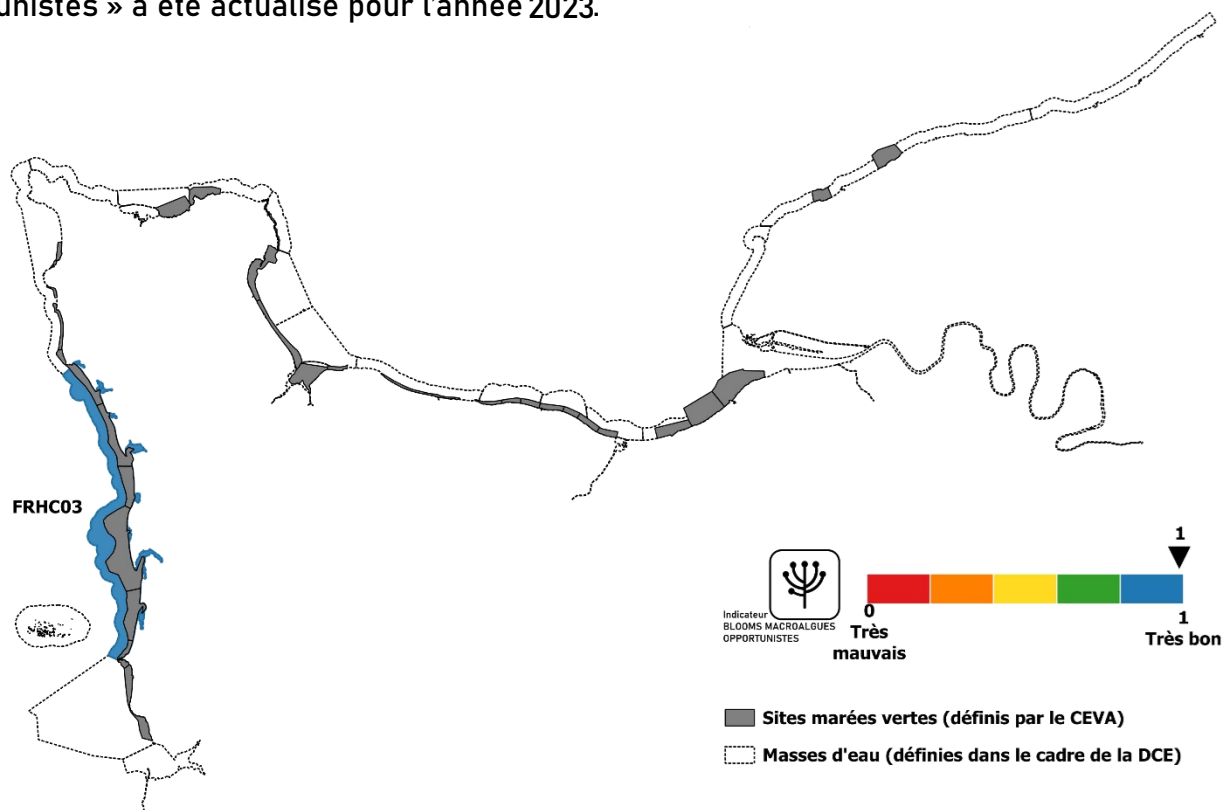 unistes » a été actualisé pour l'année 2023.
FRHC03
1
Indicateur
BLOOMS MACROALGUES
OPPORTUNISTES
0
Très
mauvais
1
Très bon
Sites marées vertes (définis par le CEVA)
Masses d'eau (définies dans le cadre de la DCE)